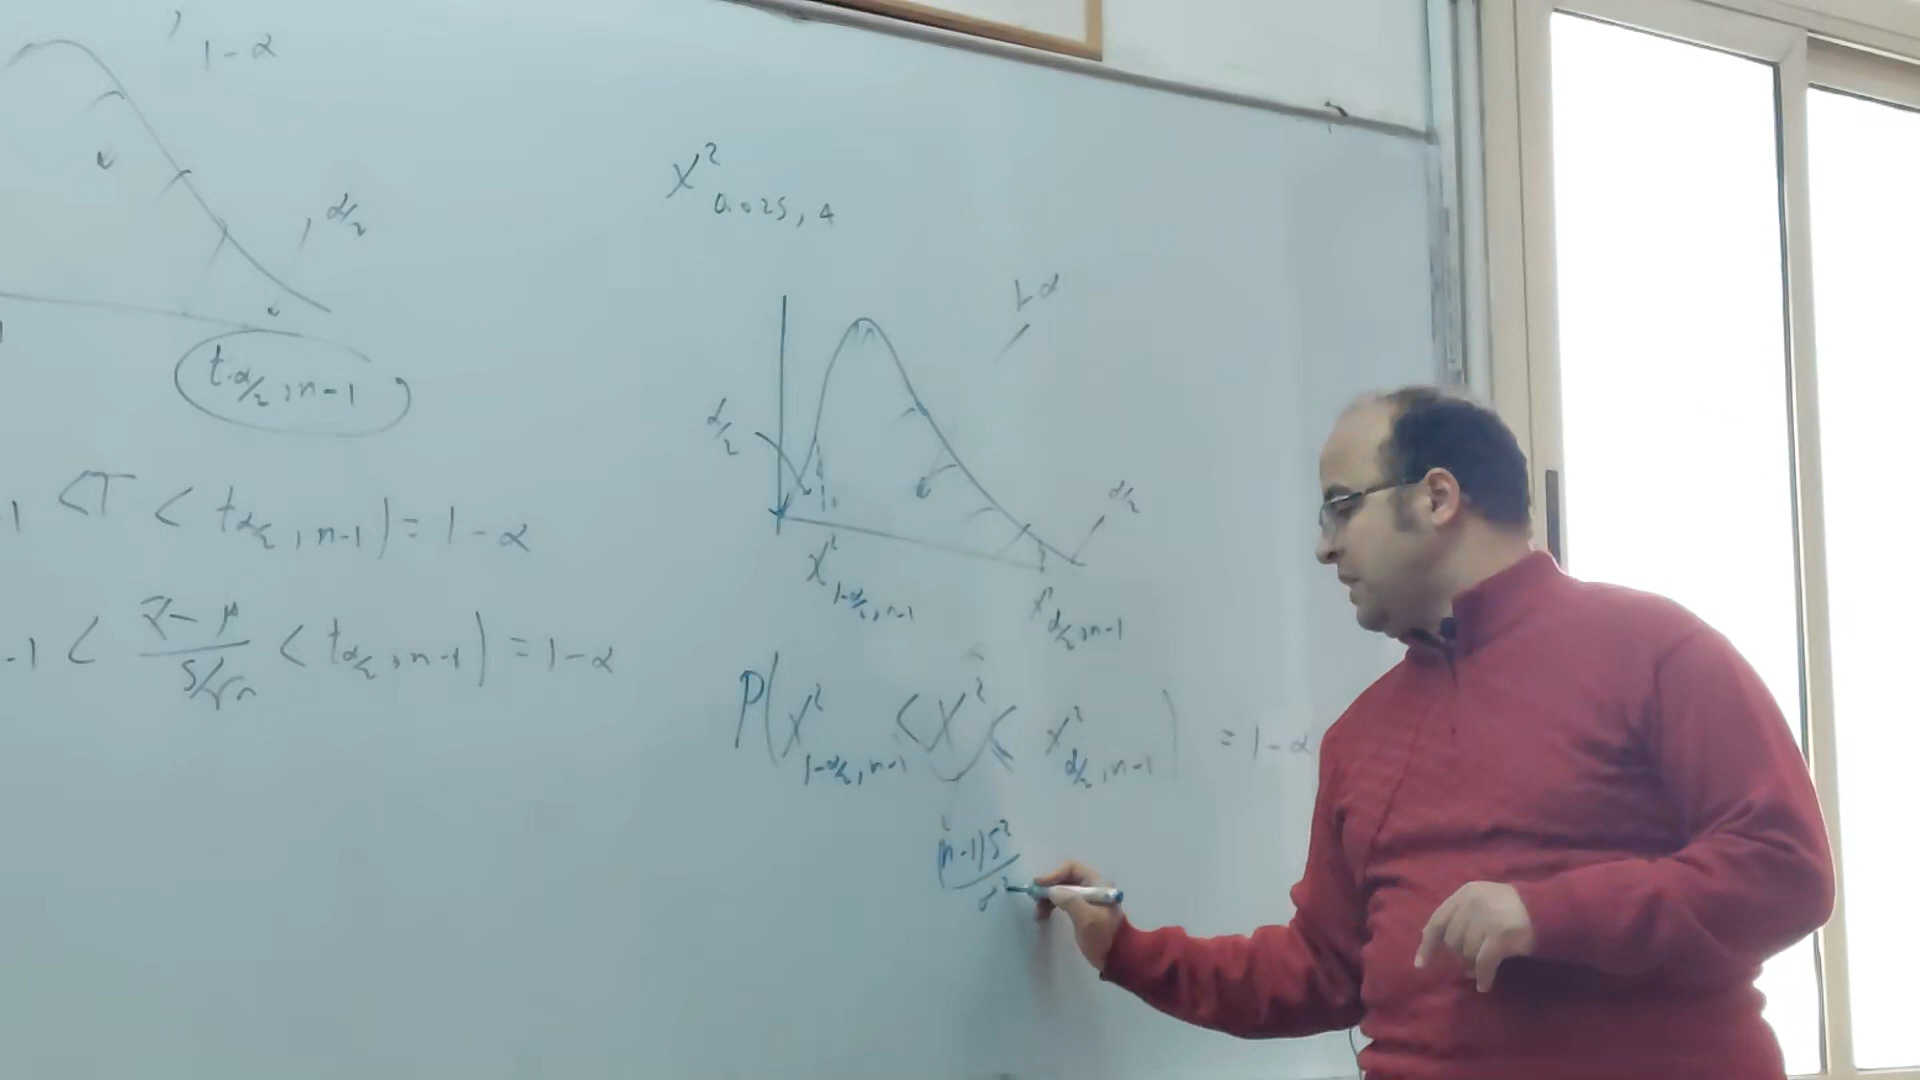 1-α
α/2
t α/2, n-1
-1 < T < t α/2, n-1) = 1-α
-1 < (x̄ - μ)/(S/√n) < t α/2, n-1) = 1-α
χ² 0.025, 4
1-α
α/2
α/2
χ² 1-α/2, n-1
χ² α/2, n-1
P(χ² 1-α/2, n-1 < χ² < χ² α/2, n-1) = 1-α
(n-1)S²/σ²